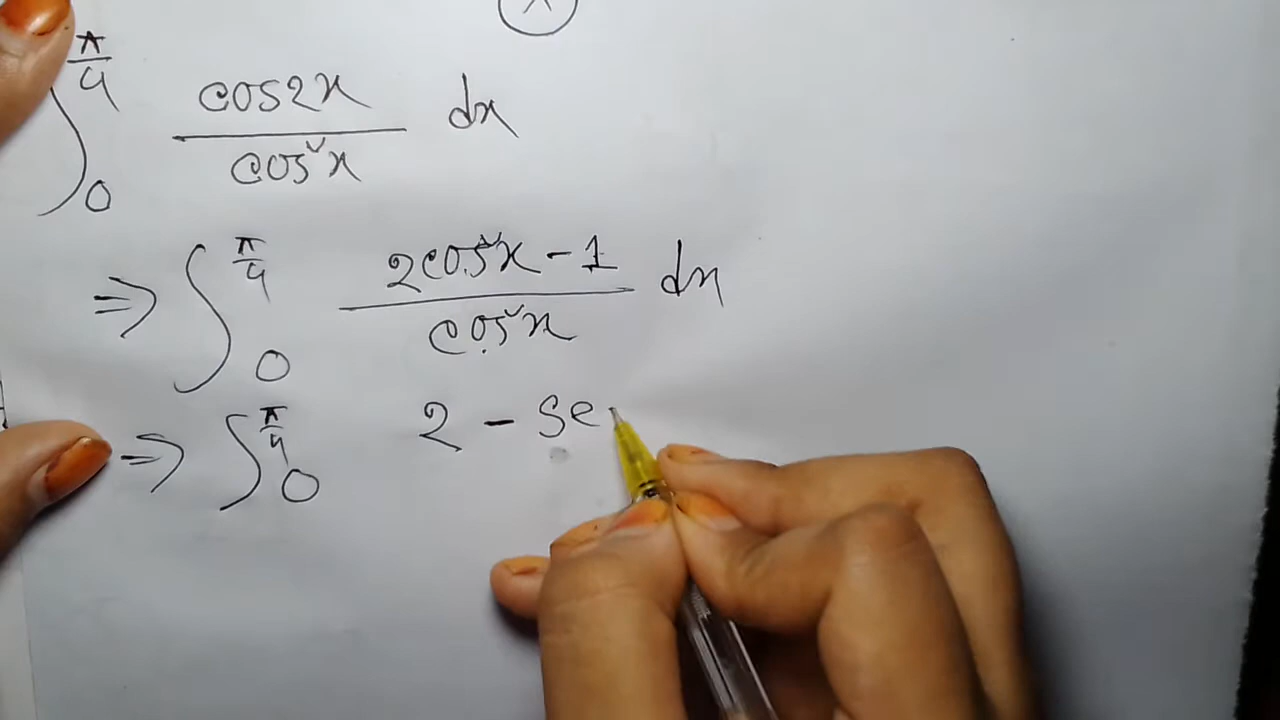 ∫₀^(π/4) cos2x / cos²x dx
⇒ ∫₀^(π/4) (2cos²x - 1) / cos²x dx
⇒ ∫₀^(π/4) 2 - se